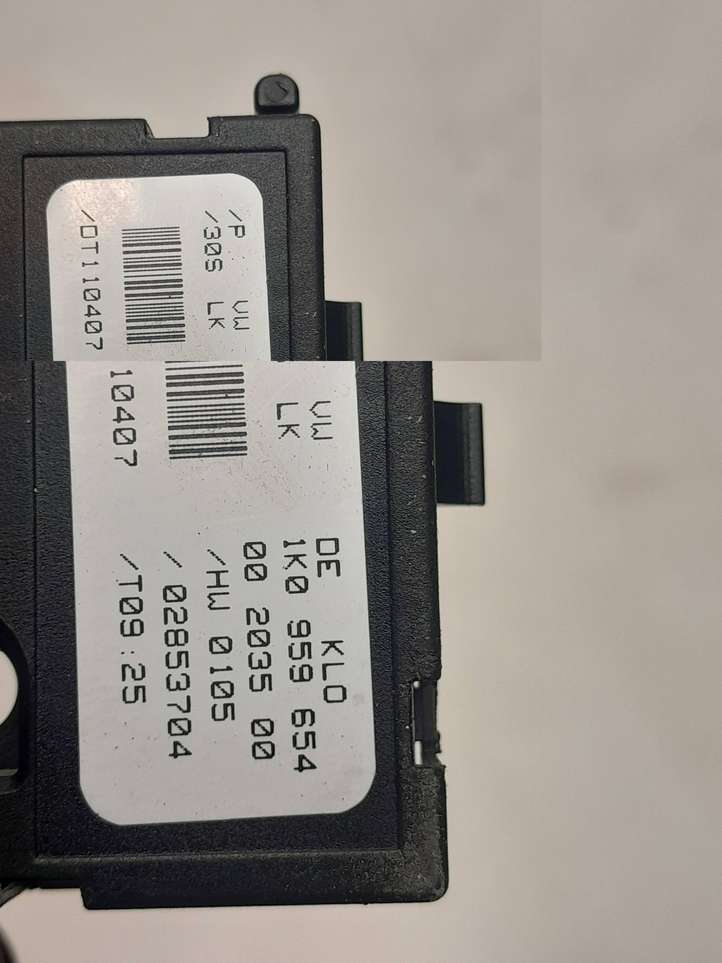 /P: VW
/30S LK
/DT110407
VW DE KLO
LK 1K0 959 654
00 2035 00
/HW 0105
/ 02853704
10407 /T09:25